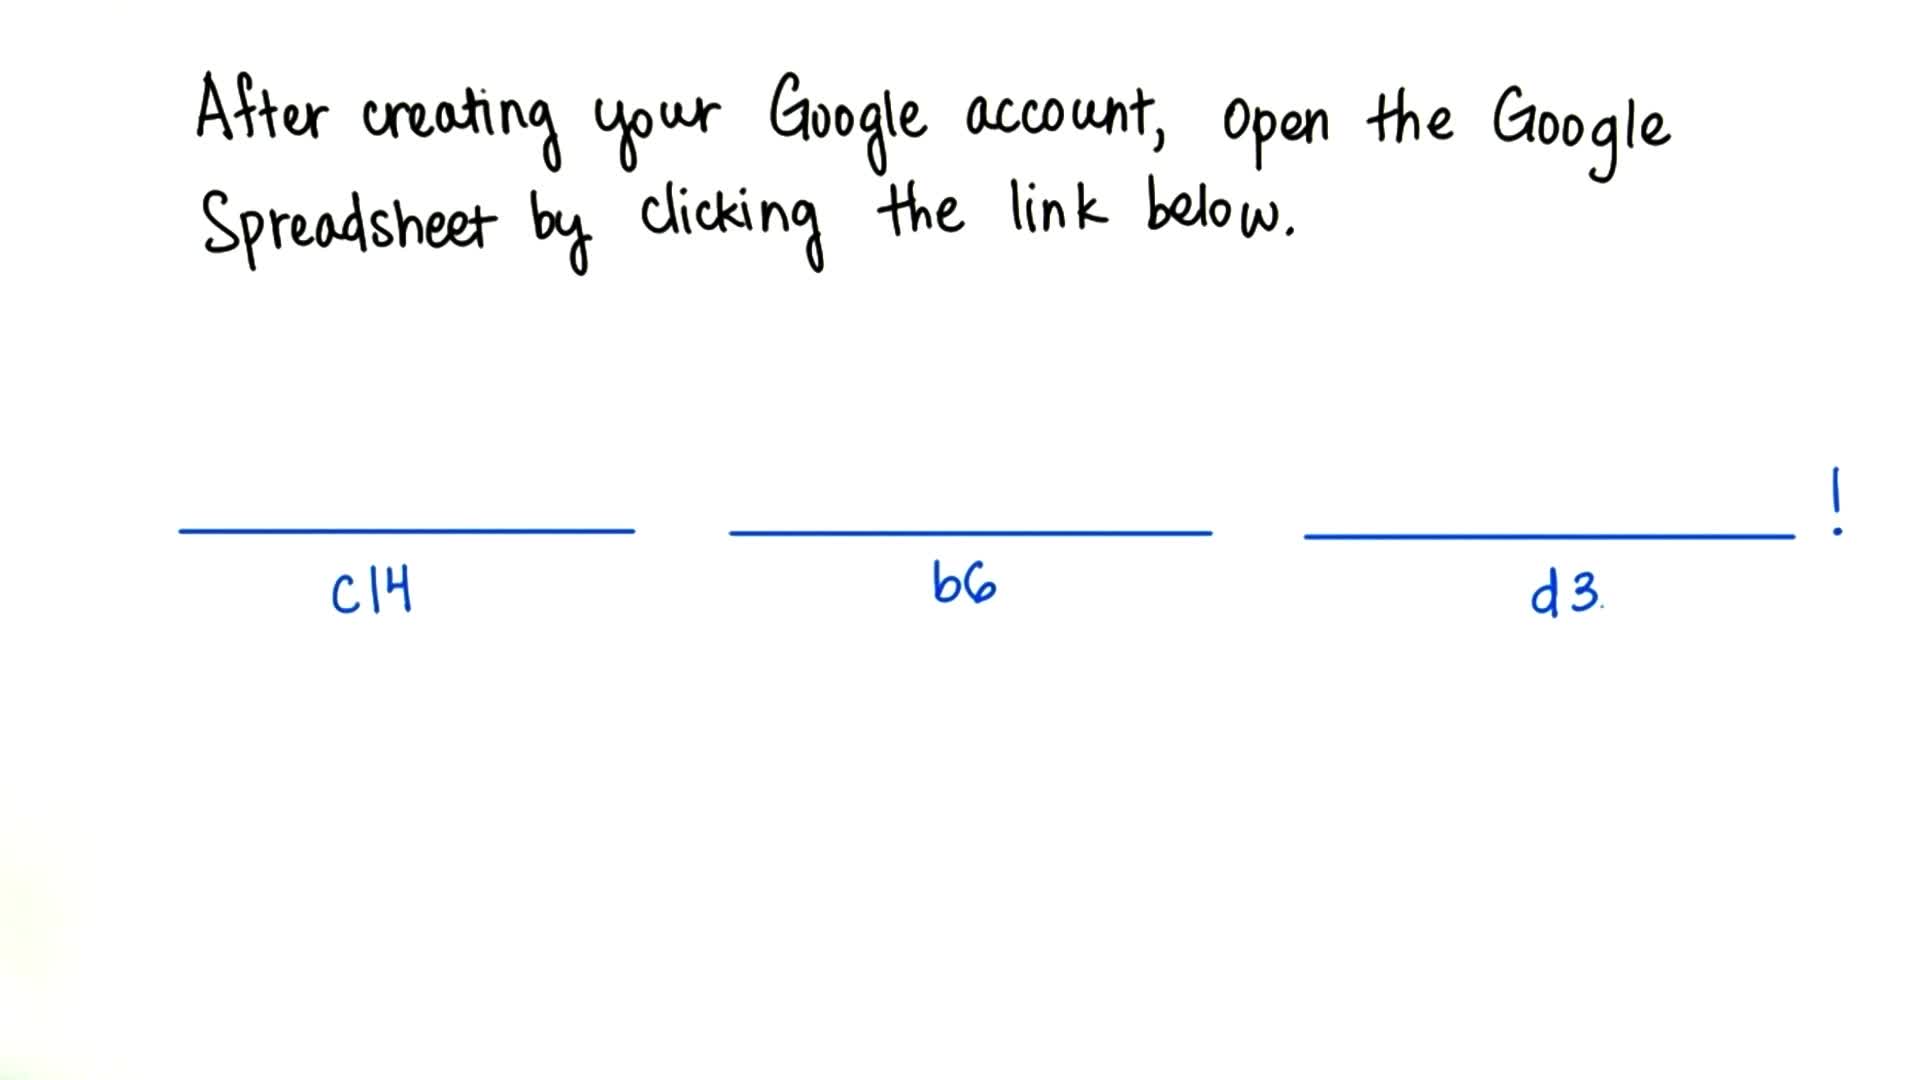 After creating your Google account, open the Google
Spreadsheet by clicking the link below.
!
c14 b6 d3